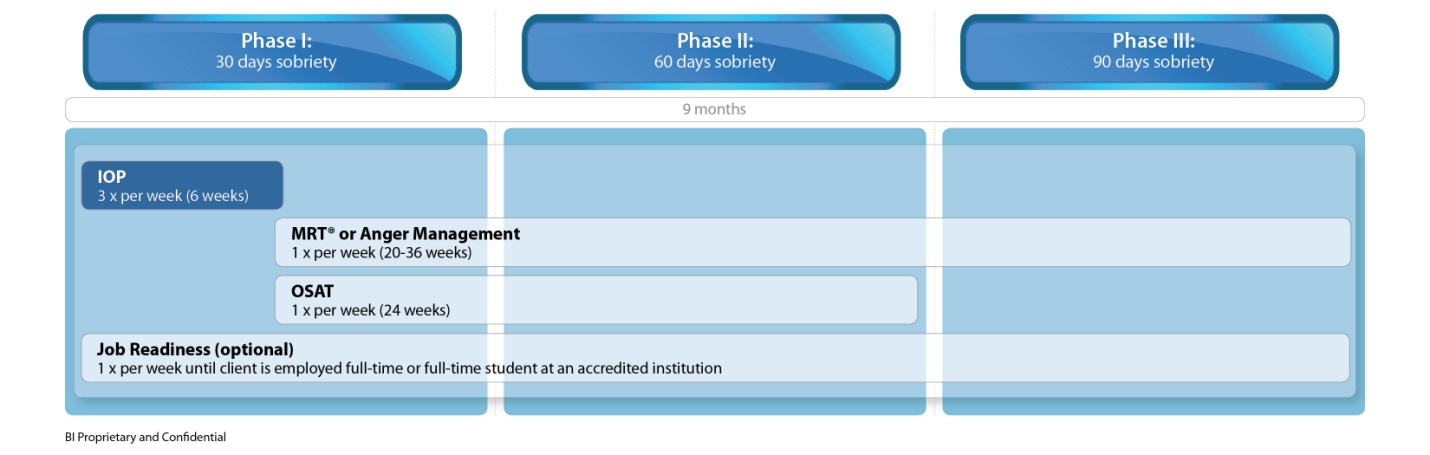 Phase I:
30 days sobriety
Phase II:
60 days sobriety
Phase III:
90 days sobriety
9 months
IOP
3 x per week (6 weeks)
MRT® or Anger Management
1 x per week (20-36 weeks)
OSAT
1 x per week (24 weeks)
Job Readiness (optional)
1 x per week until client is employed full-time or full-time student at an accredited institution
BI Proprietary and Confidential